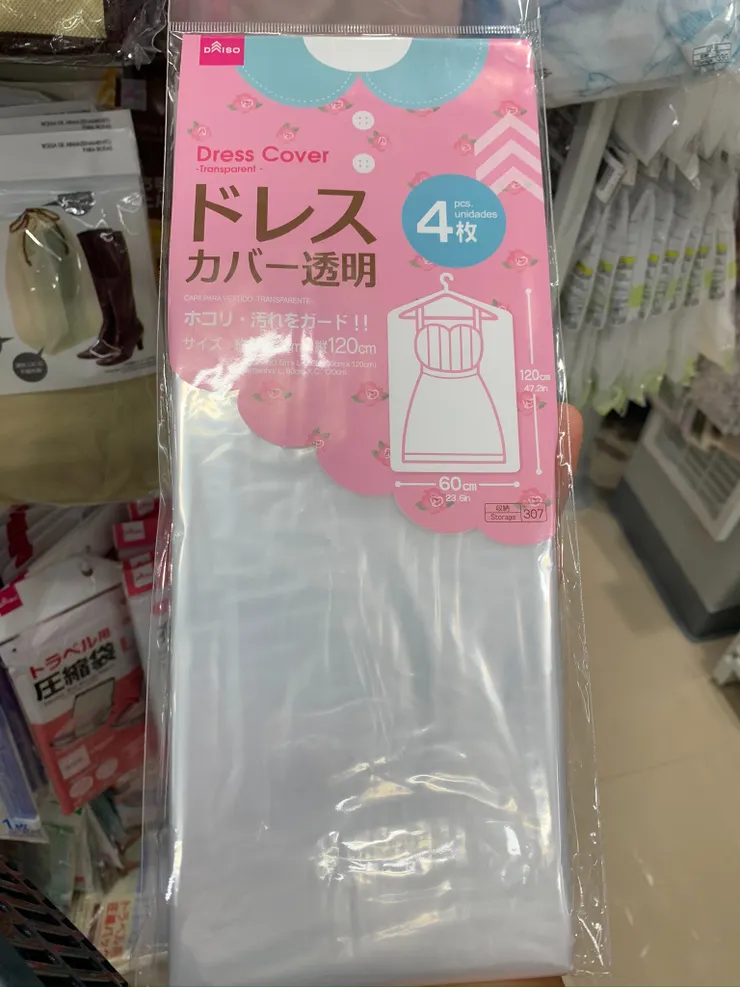 DAISO
Dress Cover
-Transparent-
ドレス
カバー透明
4枚
pcs.
unidades
ホコリ・汚れをガード!!
サイズ・ 120cm
120cm
47.2in
60cm
23.6in
収納
Storage 307
トラベル用
圧縮袋